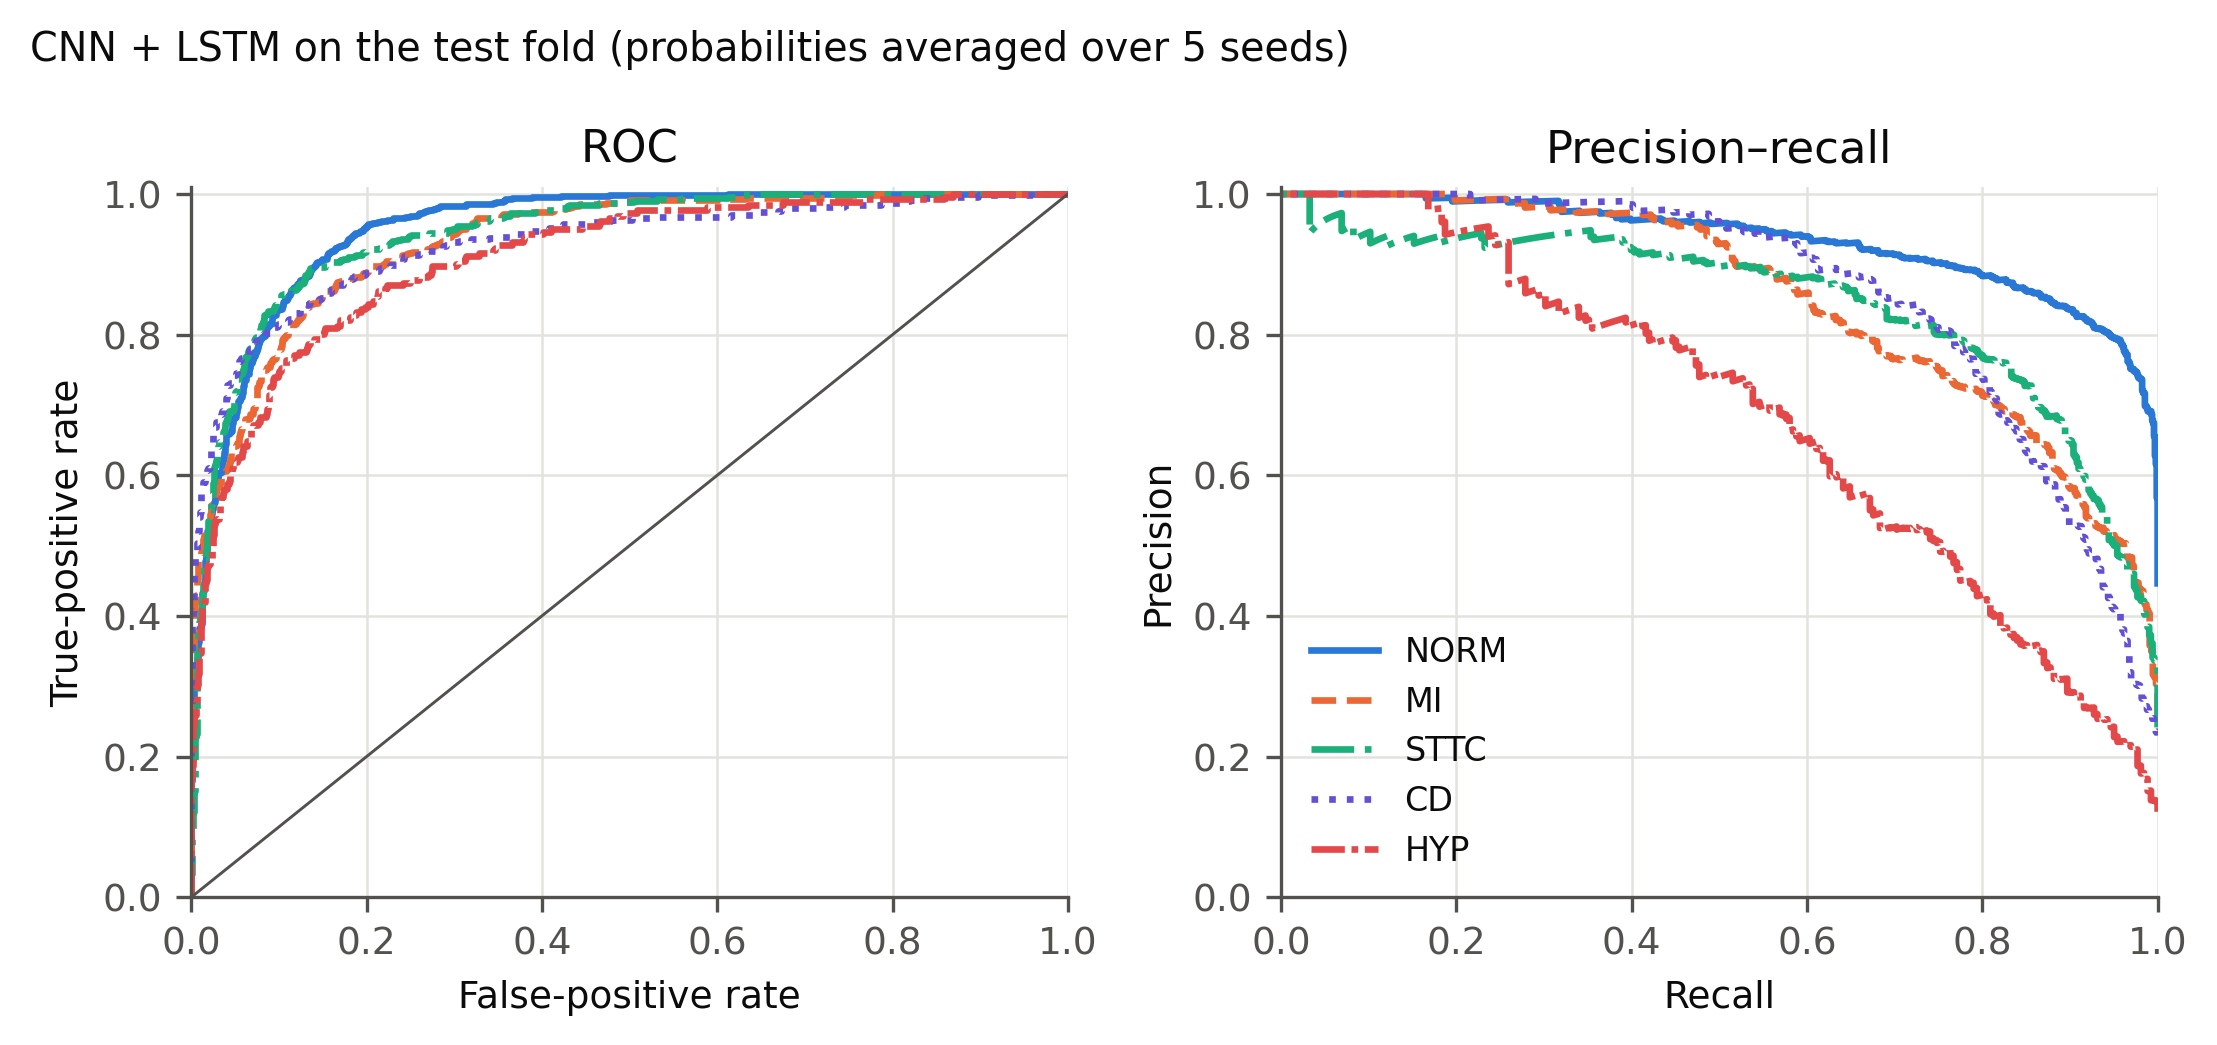 CNN + LSTM on the test fold (probabilities averaged over 5 seeds)
ROC
1.0
0.8
0.6
0.4
0.2
0.0
True-positive rate
0.0 0.2 0.4 0.6 0.8 1.0
False-positive rate
Precision–recall
1.0
0.8
0.6
0.4
0.2
0.0
Precision
NORM
MI
STTC
CD
HYP
0.0 0.2 0.4 0.6 0.8 1.0
Recall